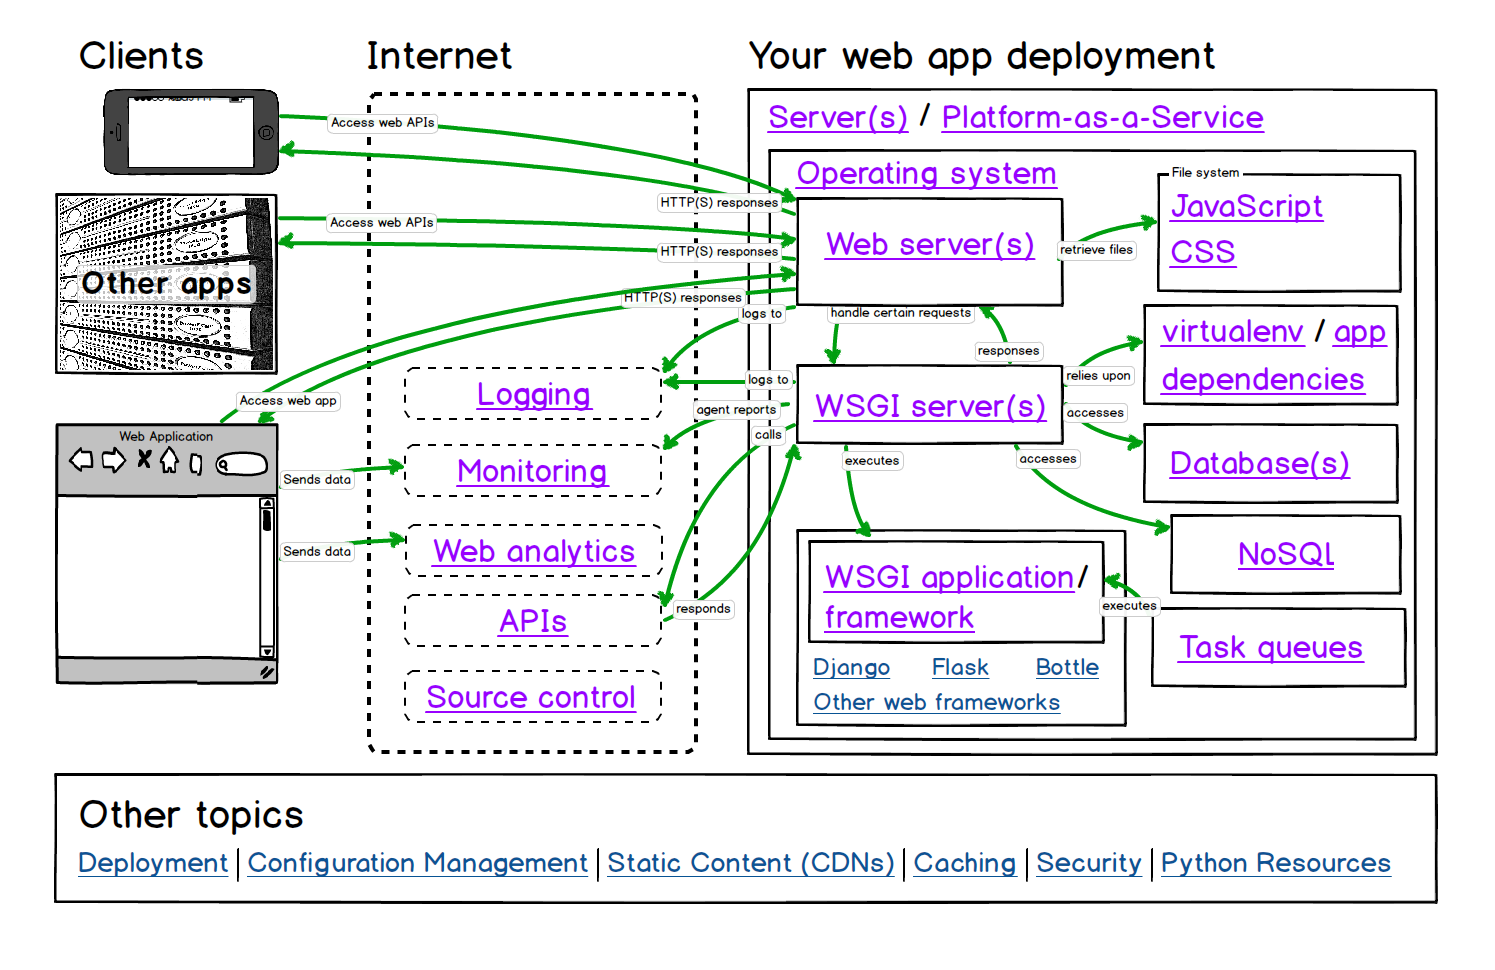 Clients
Internet
Your web app deployment
Access web APIs
Server(s) / Platform-as-a-Service
Operating system
File system
JavaScript
CSS
HTTP(S) responses
Access web APIs
Web server(s)
retrieve files
HTTP(S) responses
Other apps
HTTP(S) responses
logs to
handle certain requests
responses
virtualenv / app
dependencies
relies upon
Logging
logs to
WSGI server(s)
Access web app
agent reports
accesses
calls
Web Application
executes
accesses
Database(s)
Monitoring
Sends data
Sends data
Web analytics
NoSQL
WSGI application/
framework
executes
responds
APIs
Task queues
Django
Flask
Bottle
Other web frameworks
Source control
Other topics
Deployment | Configuration Management | Static Content (CDNs) | Caching | Security | Python Resources